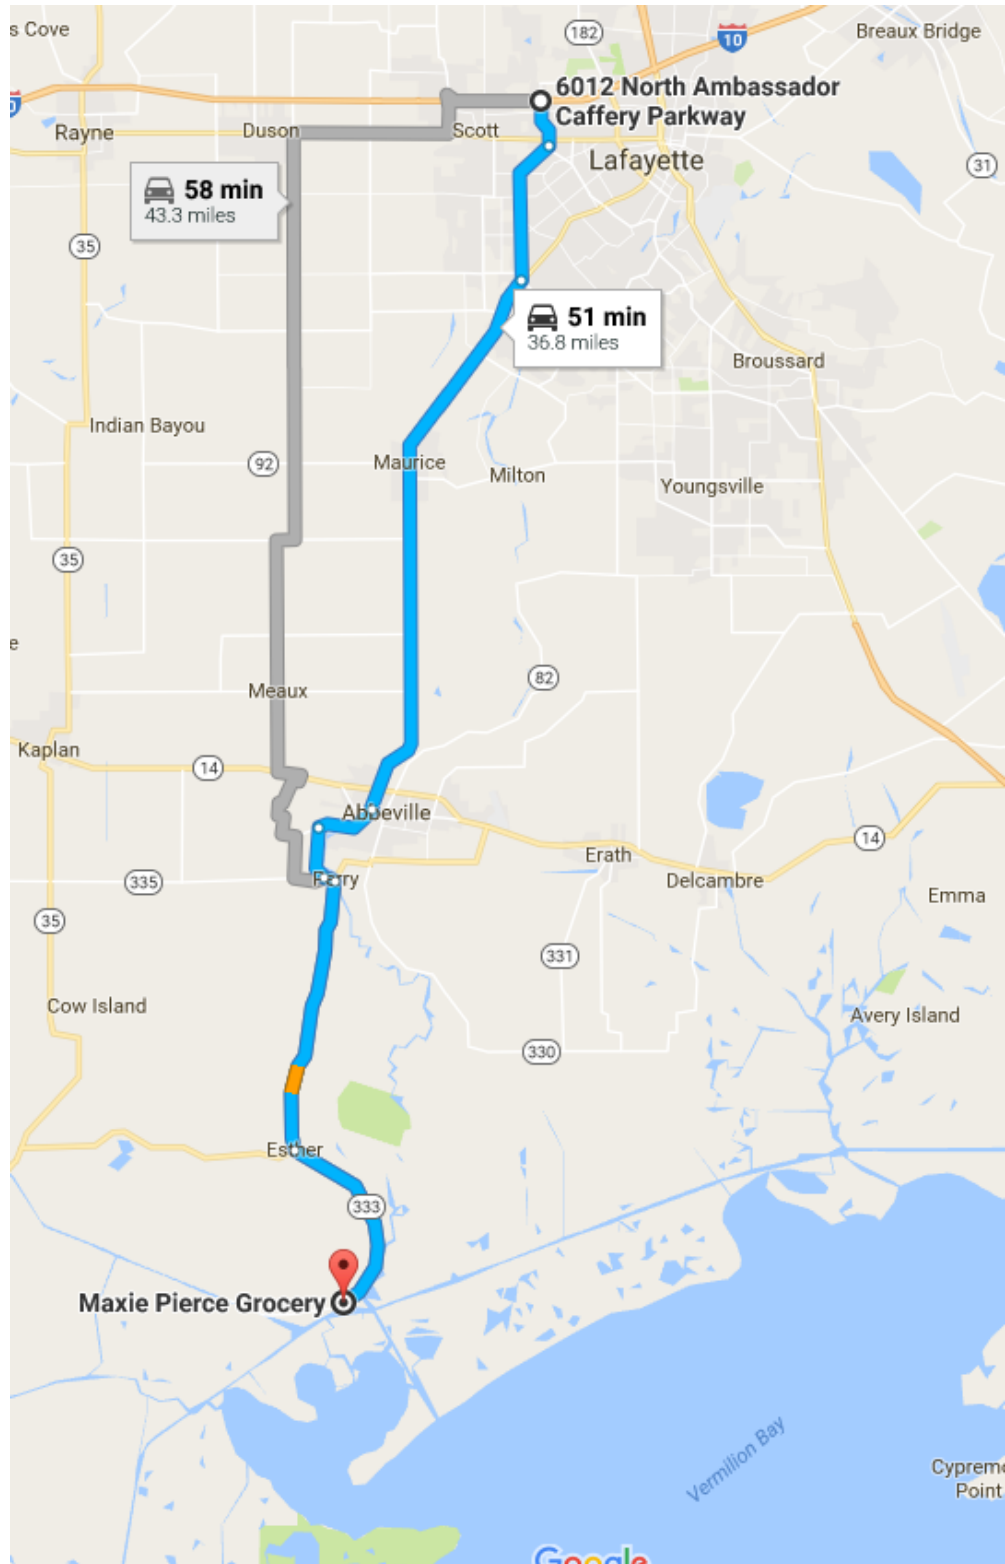 s Cove
182
10
Breaux Bridge
6012 North Ambassador
Caffery Parkway
Rayne
Duson
Scott
Lafayette
31
58 min
43.3 miles
35
51 min
36.8 miles
Broussard
Indian Bayou
92
Maurice
Milton
Youngsville
35
e
82
Meaux
Kaplan
14
Abbeville
14
Erath
335
Perry
Delcambre
Emma
35
331
Cow Island
Avery Island
330
Esther
333
Maxie Pierce Grocery
Vermilion Bay
Cypremo
Point
Google